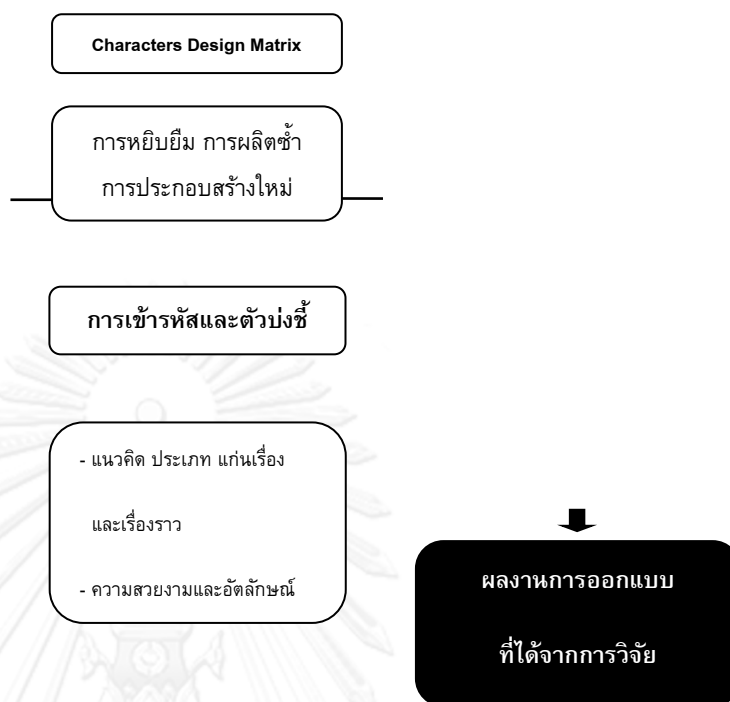 Characters Design Matrix
การหยิบยืม การผลิตซ้ำ
การประกอบสร้างใหม่
การเข้ารหัสและตัวบ่งชี้
- แนวคิด ประเภท แก่นเรื่อง
และเรื่องราว
- ความสวยงามและอัตลักษณ์
ผลงานการออกแบบ
ที่ได้จากการวิจัย